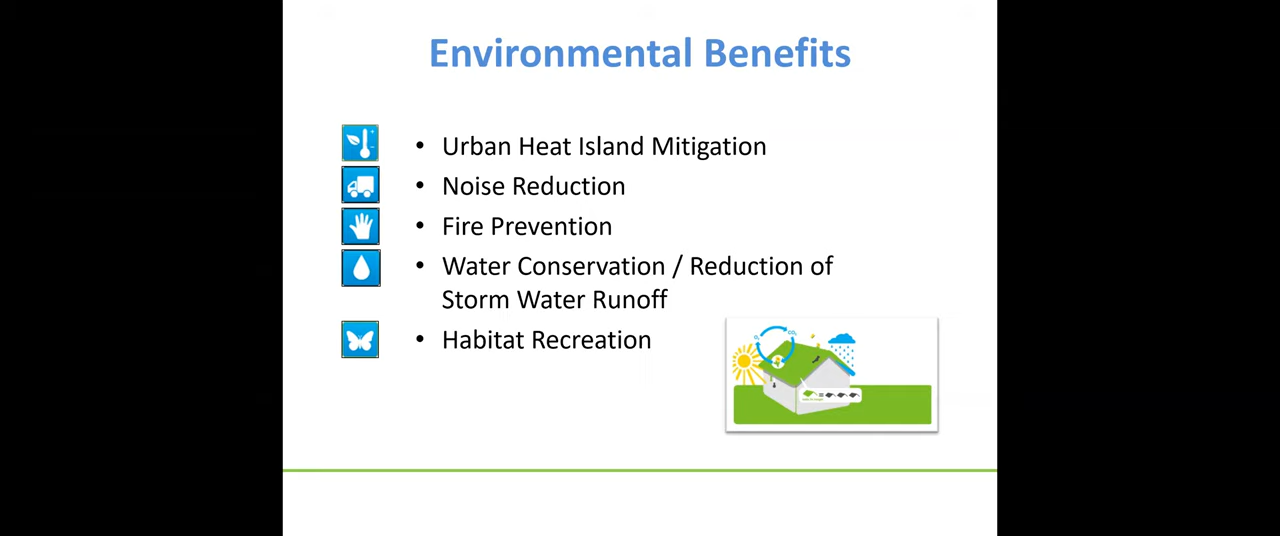 Environmental Benefits
• Urban Heat Island Mitigation
• Noise Reduction
• Fire Prevention
• Water Conservation / Reduction of
Storm Water Runoff
• Habitat Recreation
CO₂